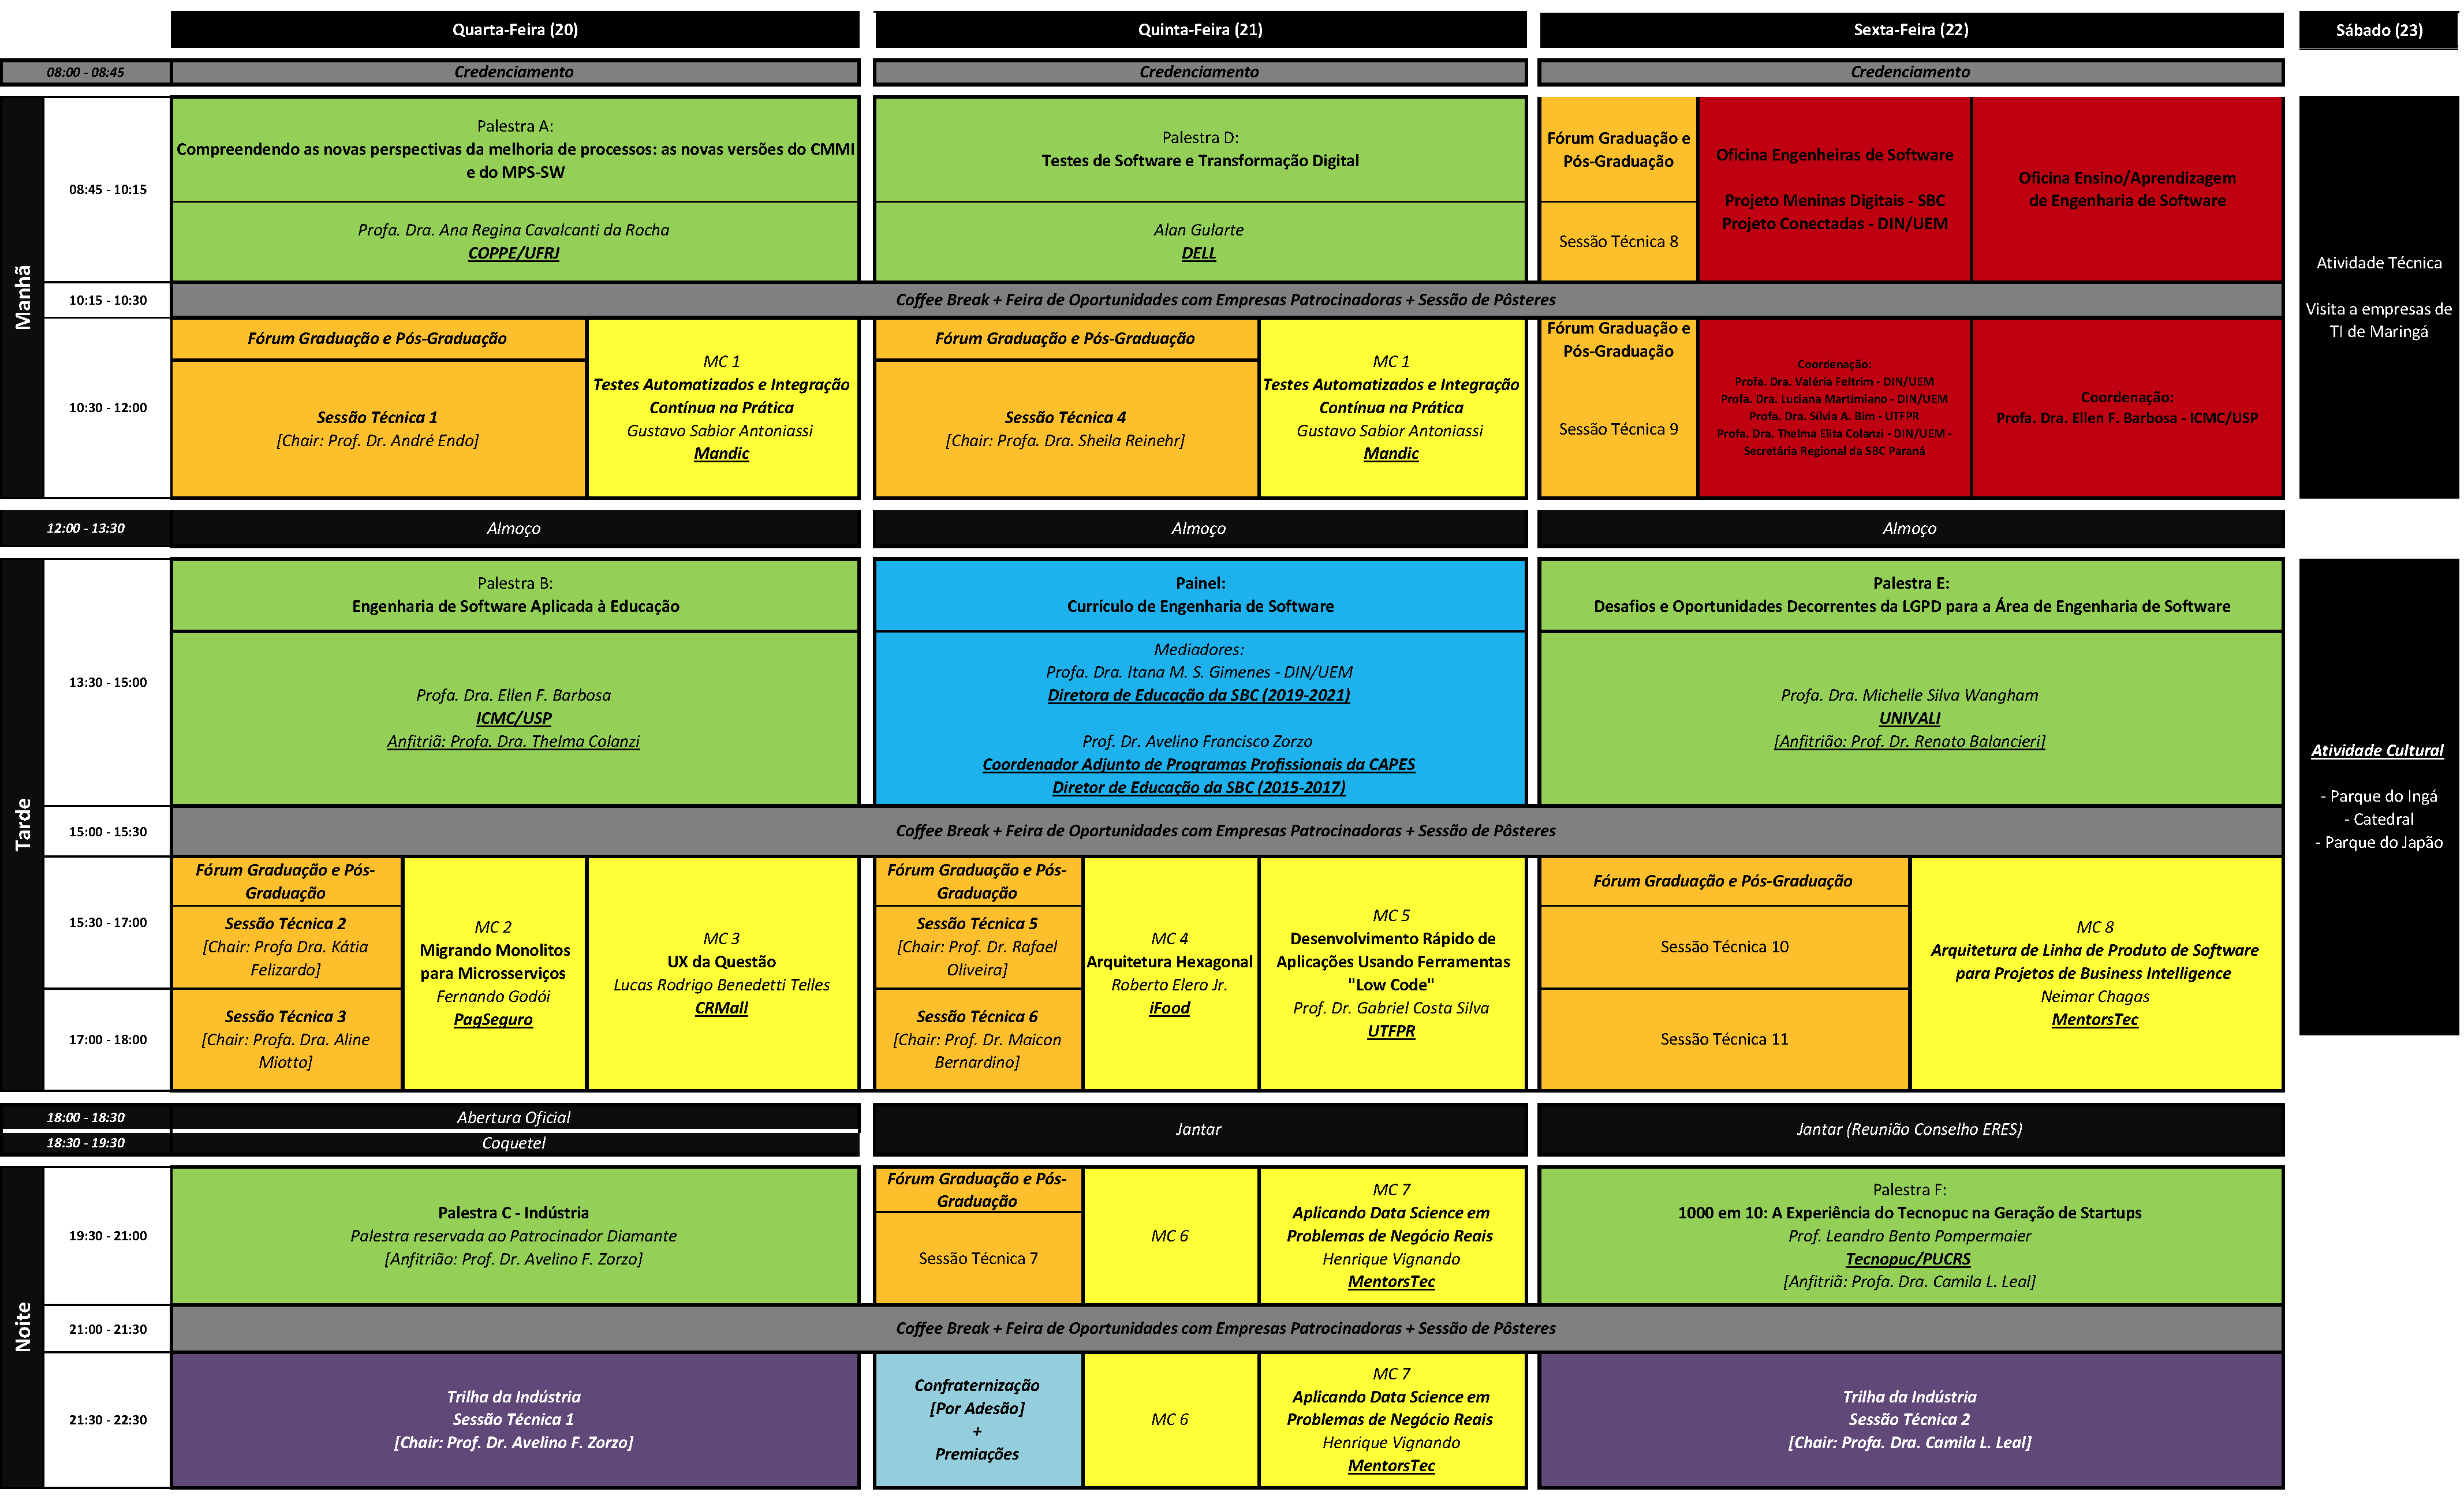 Quarta-Feira (20)
Quinta-Feira (21)
Sexta-Feira (22)
Sábado (23)
08:00 - 08:45
Credenciamento
Credenciamento
Credenciamento
Manhã
08:45 - 10:15
Palestra A:
Compreendendo as novas perspectivas da melhoria de processos: as novas versões do CMMI
e do MPS-SW
Profa. Dra. Ana Regina Cavalcanti da Rocha
COPPE/UFRJ
Palestra D:
Testes de Software e Transformação Digital
Alan Gularte
DELL
Fórum Graduação e
Pós-Graduação
Sessão Técnica 8
Oficina Engenheiras de Software
Projeto Meninas Digitais - SBC
Projeto Conectadas - DIN/UEM
Oficina Ensino/Aprendizagem
de Engenharia de Software
Atividade Técnica
Visita a empresas de
TI de Maringá
10:15 - 10:30
Coffee Break + Feira de Oportunidades com Empresas Patrocinadoras + Sessão de Pôsteres
10:30 - 12:00
Fórum Graduação e Pós-Graduação
Sessão Técnica 1
[Chair: Prof. Dr. André Endo]
MC 1
Testes Automatizados e Integração
Contínua na Prática
Gustavo Sabior Antoniassi
Mandic
Fórum Graduação e Pós-Graduação
Sessão Técnica 4
[Chair: Profa. Dra. Sheila Reinehr]
MC 1
Testes Automatizados e Integração
Contínua na Prática
Gustavo Sabior Antoniassi
Mandic
Fórum Graduação e
Pós-Graduação
Sessão Técnica 9
Coordenação:
Profa. Dra. Valéria Feltrim - DIN/UEM
Profa. Dra. Luciana Martimiano - DIN/UEM
Profa. Dra. Sílvia A. Bim - UTFPR
Profa. Dra. Thelma Elita Colanzi - DIN/UEM -
Secretária Regional da SBC Paraná
Coordenação:
Profa. Dra. Ellen F. Barbosa - ICMC/USP
12:00 - 13:30
Almoço
Almoço
Almoço
Tarde
13:30 - 15:00
Palestra B:
Engenharia de Software Aplicada à Educação
Profa. Dra. Ellen F. Barbosa
ICMC/USP
Anfitriã: Profa. Dra. Thelma Colanzi
Painel:
Currículo de Engenharia de Software
Mediadores:
Profa. Dra. Itana M. S. Gimenes - DIN/UEM
Diretora de Educação da SBC (2019-2021)
Prof. Dr. Avelino Francisco Zorzo
Coordenador Adjunto de Programas Profissionais da CAPES
Diretor de Educação da SBC (2015-2017)
Palestra E:
Desafios e Oportunidades Decorrentes da LGPD para a Área de Engenharia de Software
Profa. Dra. Michelle Silva Wangham
UNIVALI
[Anfitrião: Prof. Dr. Renato Balancieri]
Atividade Cultural
- Parque do Ingá
- Catedral
- Parque do Japão
15:00 - 15:30
Coffee Break + Feira de Oportunidades com Empresas Patrocinadoras + Sessão de Pôsteres
15:30 - 17:00
17:00 - 18:00
Fórum Graduação e Pós-
Graduação
Sessão Técnica 2
[Chair: Profa Dra. Kátia
Felizardo]
Sessão Técnica 3
[Chair: Profa. Dra. Aline
Miotto]
MC 2
Migrando Monolitos
para Microsserviços
Fernando Godói
PagSeguro
MC 3
UX da Questão
Lucas Rodrigo Benedetti Telles
CRMall
Fórum Graduação e Pós-
Graduação
Sessão Técnica 5
[Chair: Prof. Dr. Rafael
Oliveira]
Sessão Técnica 6
[Chair: Prof. Dr. Maicon
Bernardino]
MC 4
Arquitetura Hexagonal
Roberto Elero Jr.
iFood
MC 5
Desenvolvimento Rápido de
Aplicações Usando Ferramentas
"Low Code"
Prof. Dr. Gabriel Costa Silva
UTFPR
Fórum Graduação e Pós-Graduação
Sessão Técnica 10
Sessão Técnica 11
MC 8
Arquitetura de Linha de Produto de Software
para Projetos de Business Intelligence
Neimar Chagas
MentorsTec
18:00 - 18:30
Abertura Oficial
18:30 - 19:30
Coquetel
Jantar
Jantar (Reunião Conselho ERES)
Noite
19:30 - 21:00
Palestra C - Indústria
Palestra reservada ao Patrocinador Diamante
[Anfitrião: Prof. Dr. Avelino F. Zorzo]
Fórum Graduação e Pós-
Graduação
Sessão Técnica 7
MC 6
MC 7
Aplicando Data Science em
Problemas de Negócio Reais
Henrique Vignando
MentorsTec
Palestra F:
1000 em 10: A Experiência do Tecnopuc na Geração de Startups
Prof. Leandro Bento Pompermaier
Tecnopuc/PUCRS
[Anfitriã: Profa. Dra. Camila L. Leal]
21:00 - 21:30
Coffee Break + Feira de Oportunidades com Empresas Patrocinadoras + Sessão de Pôsteres
21:30 - 22:30
Trilha da Indústria
Sessão Técnica 1
[Chair: Prof. Dr. Avelino F. Zorzo]
Confraternização
[Por Adesão]
+
Premiações
MC 6
MC 7
Aplicando Data Science em
Problemas de Negócio Reais
Henrique Vignando
MentorsTec
Trilha da Indústria
Sessão Técnica 2
[Chair: Profa. Dra. Camila L. Leal]